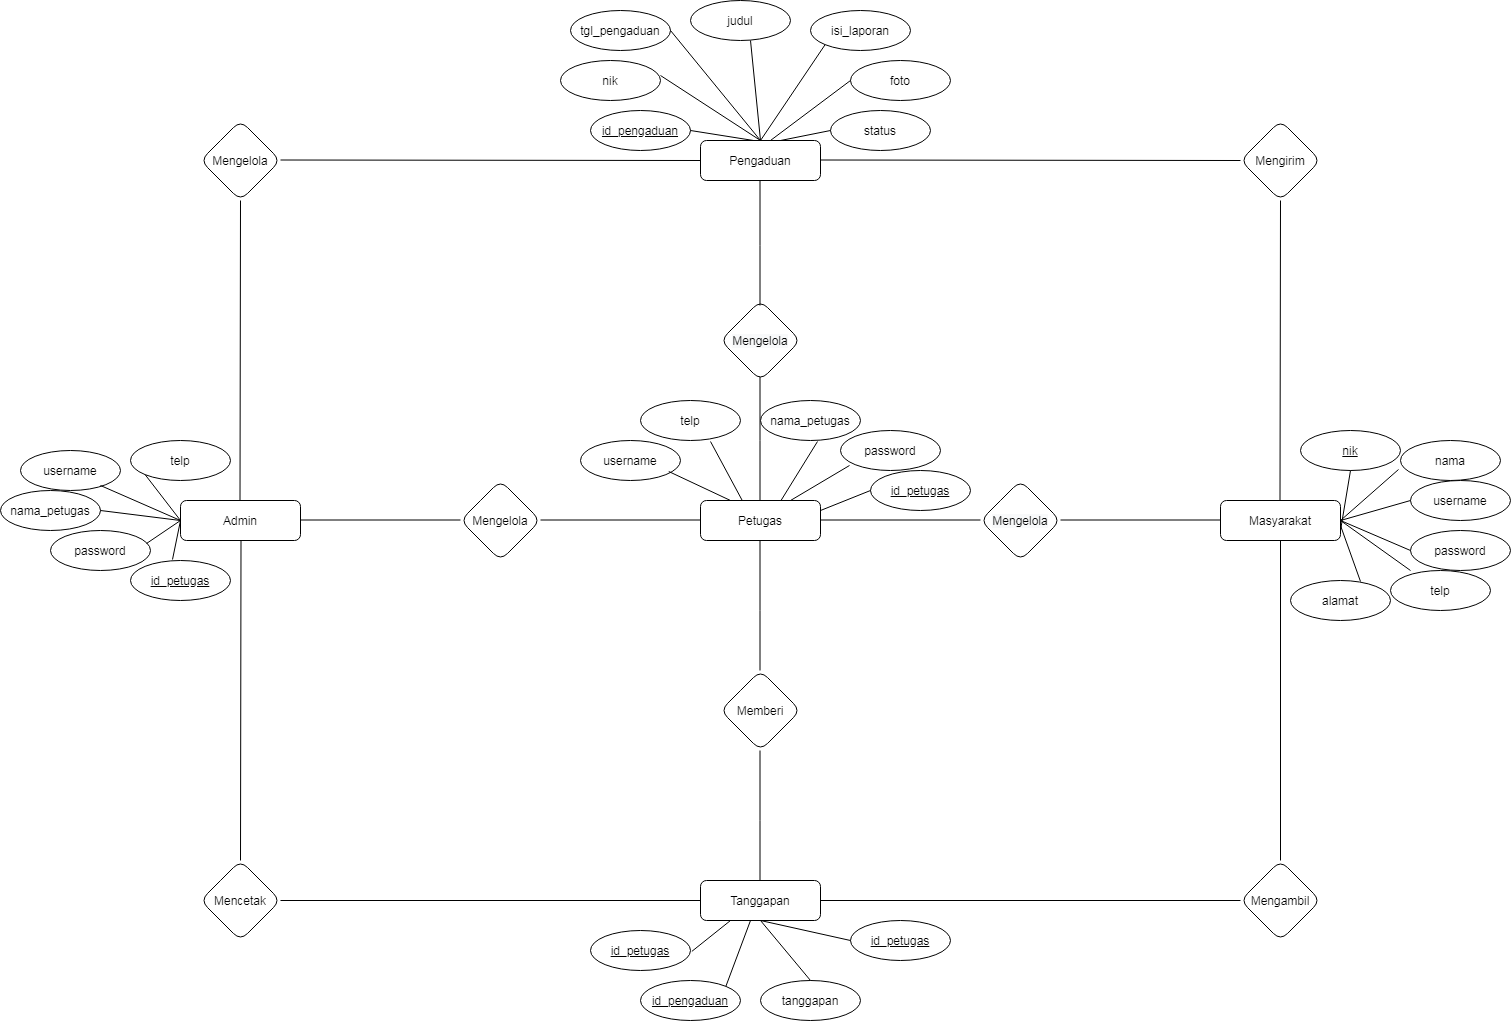 judul
tgl_pengaduan
isi_laporan
nik
foto
id_pengaduan
status
Mengelola
Pengaduan
Mengirim
Mengelola
telp
nama_petugas
username
password
id_petugas
telp
username
nama_petugas
password
id_petugas
Admin
Mengelola
Petugas
Mengelola
Masyarakat
nik
nama
username
password
telp
alamat
Memberi
Mencetak
Tanggapan
Mengambil
id_petugas
id_petugas
id_pengaduan
tanggapan